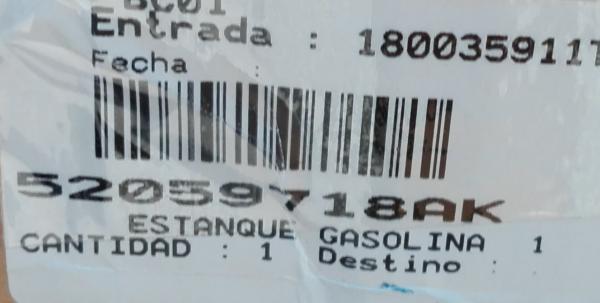 Entrada : 180035911
Fecha :
52059718AK
ESTANQUE GASOLINA 1
CANTIDAD : 1 Destino :